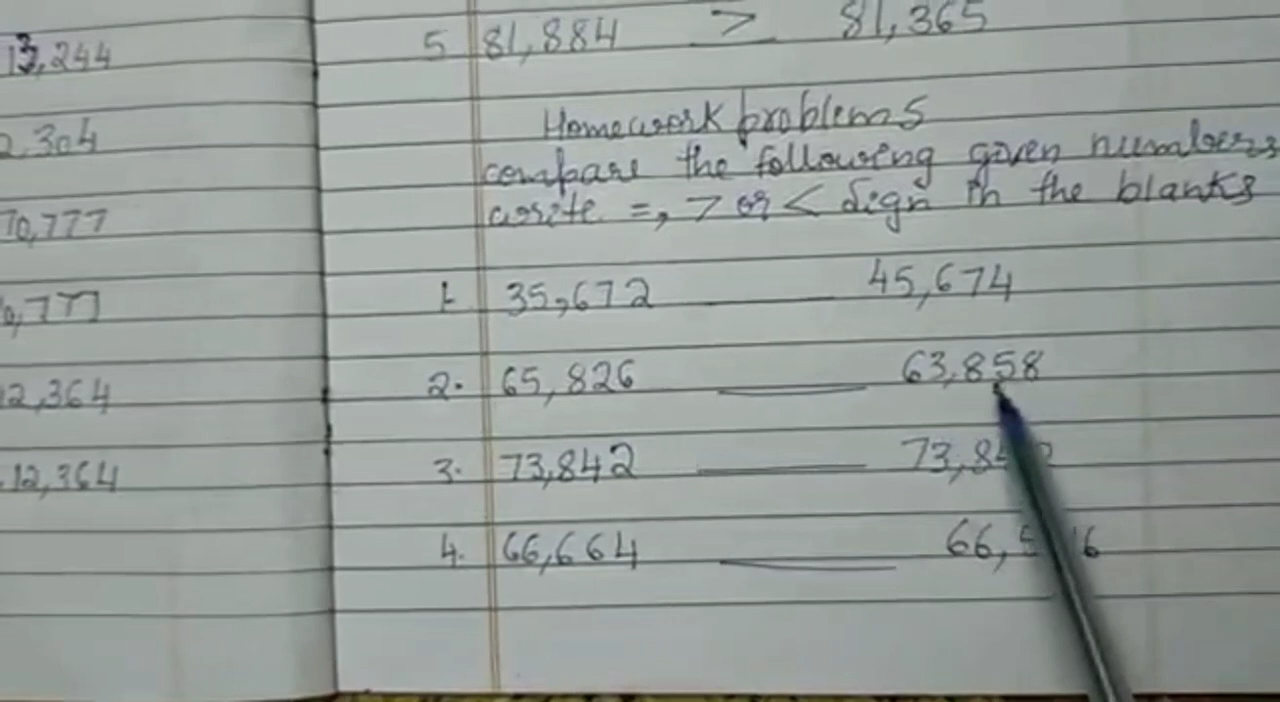 13,244
2,304
70,777
0,777
12,364
12,364
5 81,884 > 81,365
Homework problems
compare the following given numbers
write =, > or < sign in the blanks
1. 35,672 ______ 45,674
2. 65,826 ______ 63,858
3. 73,842 ______
4. 66,664 ______